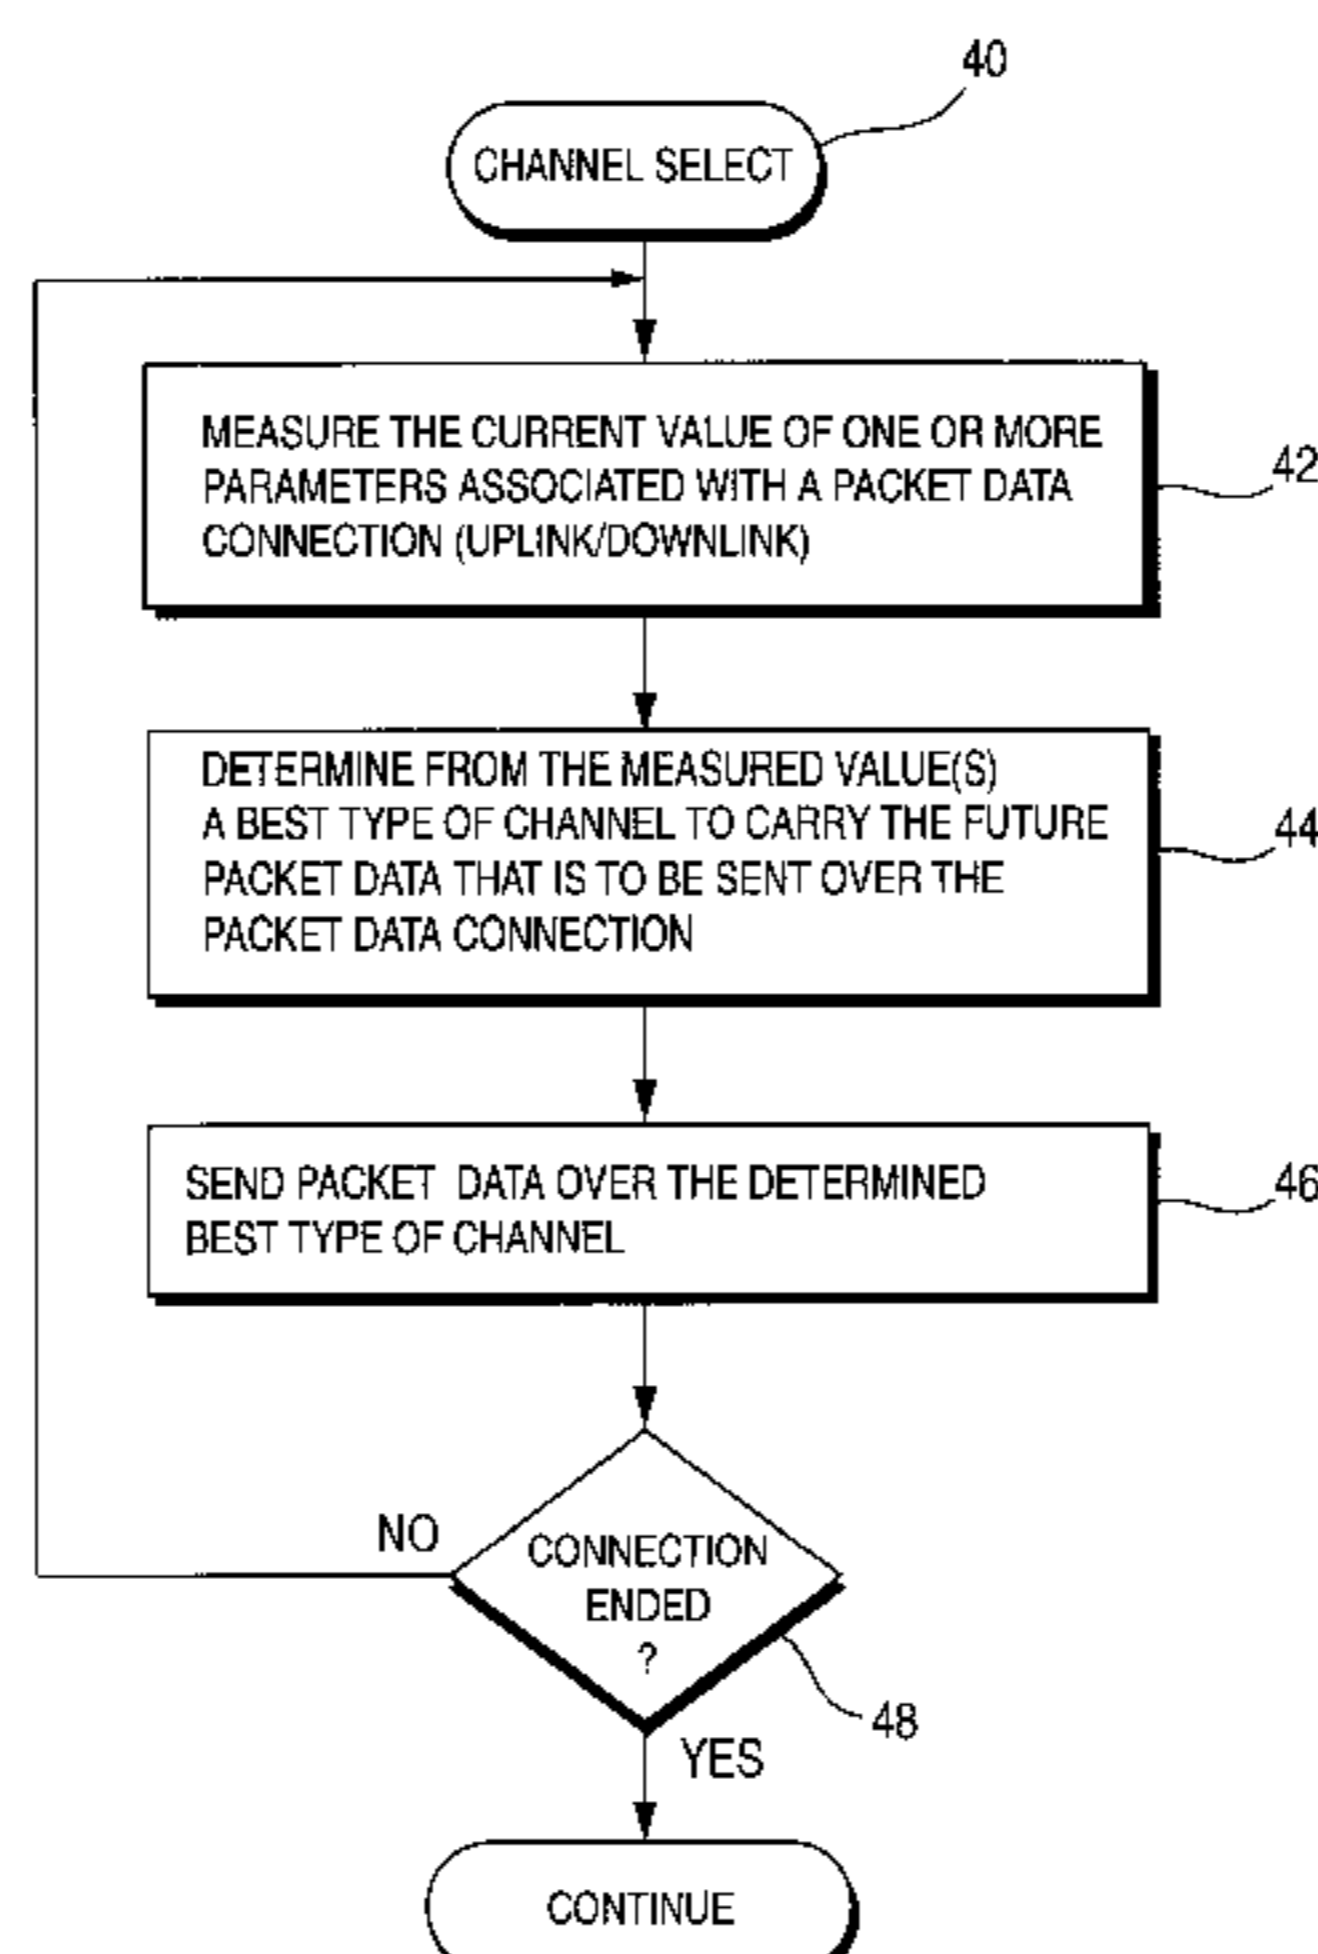 40
CHANNEL SELECT
MEASURE THE CURRENT VALUE OF ONE OR MORE
PARAMETERS ASSOCIATED WITH A PACKET DATA
CONNECTION (UPLINK/DOWNLINK)
42
DETERMINE FROM THE MEASURED VALUE(S)
A BEST TYPE OF CHANNEL TO CARRY THE FUTURE
PACKET DATA THAT IS TO BE SENT OVER THE
PACKET DATA CONNECTION
44
SEND PACKET DATA OVER THE DETERMINED
BEST TYPE OF CHANNEL
46
NO
CONNECTION
ENDED
?
48
YES
CONTINUE